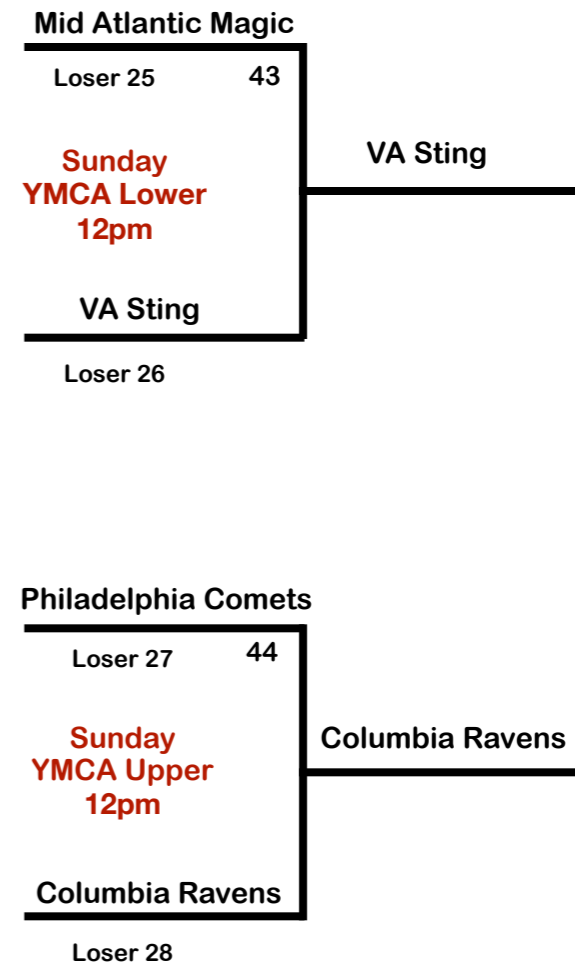 Mid Atlantic Magic
Loser 25
43
Sunday
YMCA Lower
12pm
VA Sting
VA Sting
Loser 26
Philadelphia Comets
Loser 27
44
Sunday
YMCA Upper
12pm
Columbia Ravens
Columbia Ravens
Loser 28